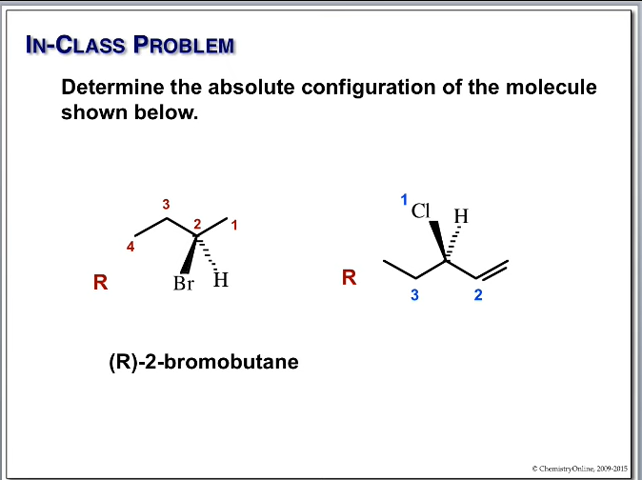 IN-CLASS PROBLEM
Determine the absolute configuration of the molecule
shown below.
3
2
1
4
Br
H
R
1
Cl
H
R
3
2
(R)-2-bromobutane
© ChemistryOnline, 2009-2015